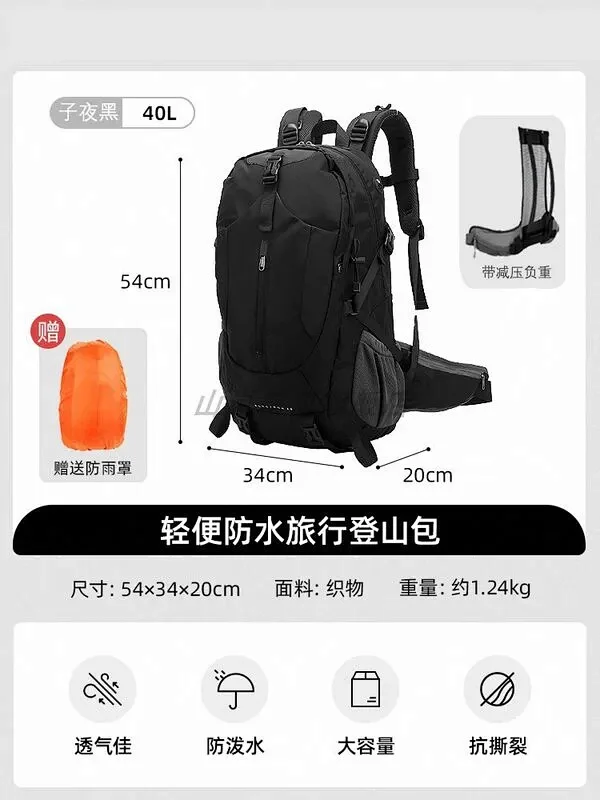 子夜黑 40L
54cm
带减压负重
赠
赠送防雨罩
34cm
20cm
轻便防水旅行登山包
尺寸: 54×34×20cm 面料: 织物 重量: 约1.24kg
透气佳 防泼水 大容量 抗撕裂